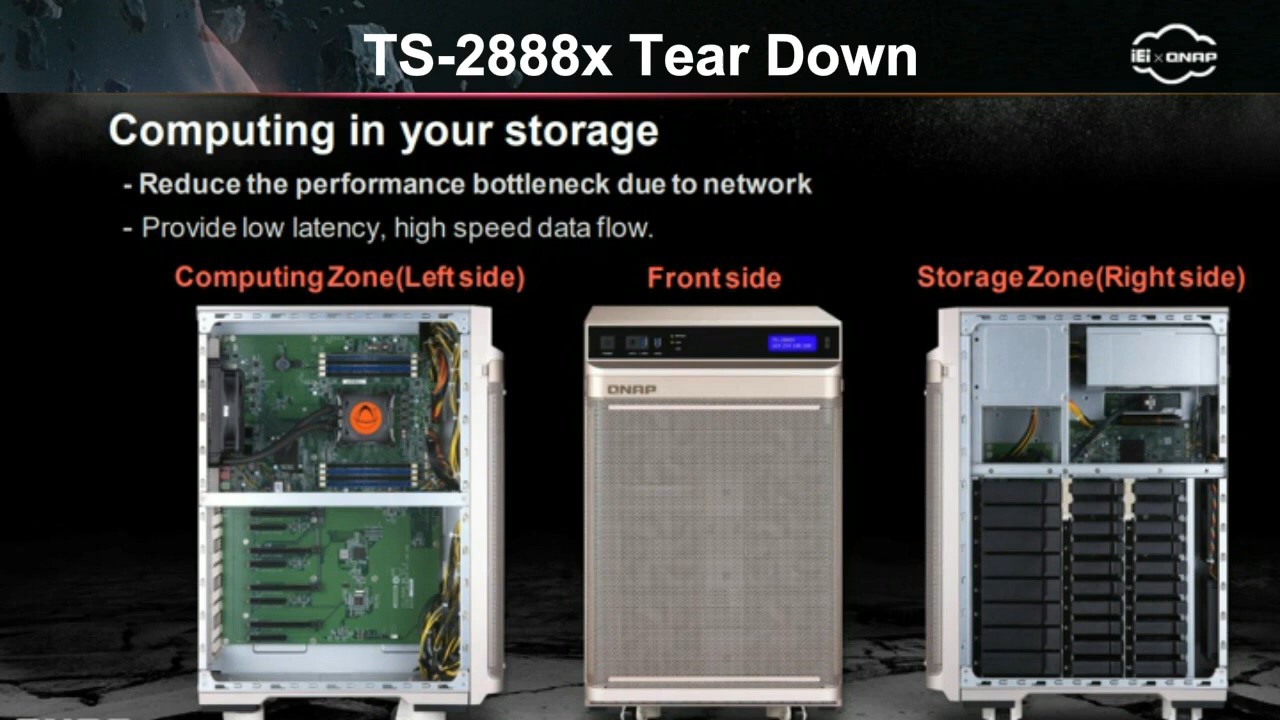 TS-2888x Tear Down
iEi × QNAP
Computing in your storage
- Reduce the performance bottleneck due to network
- Provide low latency, high speed data flow.
Computing Zone(Left side)
Front side
Storage Zone(Right side)
QNAP